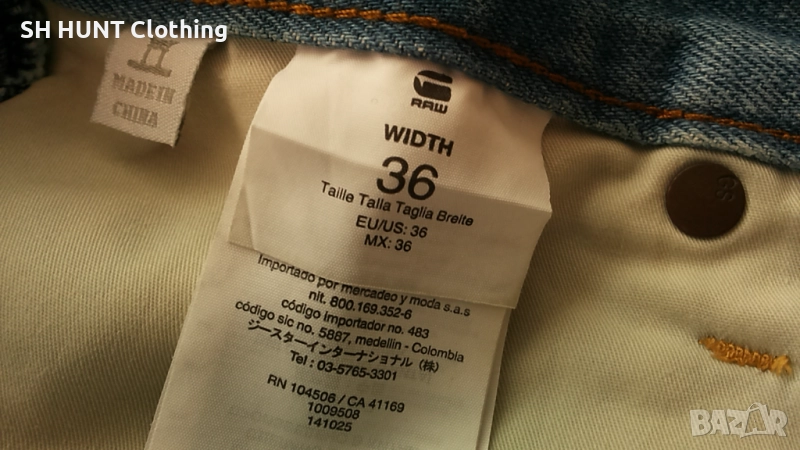 SH HUNT Clothing
MADE IN
CHINA
RAW
WIDTH
36
Taille Talla Taglia Breite
EU/US: 36
MX: 36
Importado por mercadeo y moda s.a.s
nit. 800.169.352-6
código importador no. 483
código sic no. 5887, medellin - Colombia
ジースターインターナショナル (株)
Tel : 03-5765-3301
RN 104506 / CA 41169
1009508
141025
BAZAR